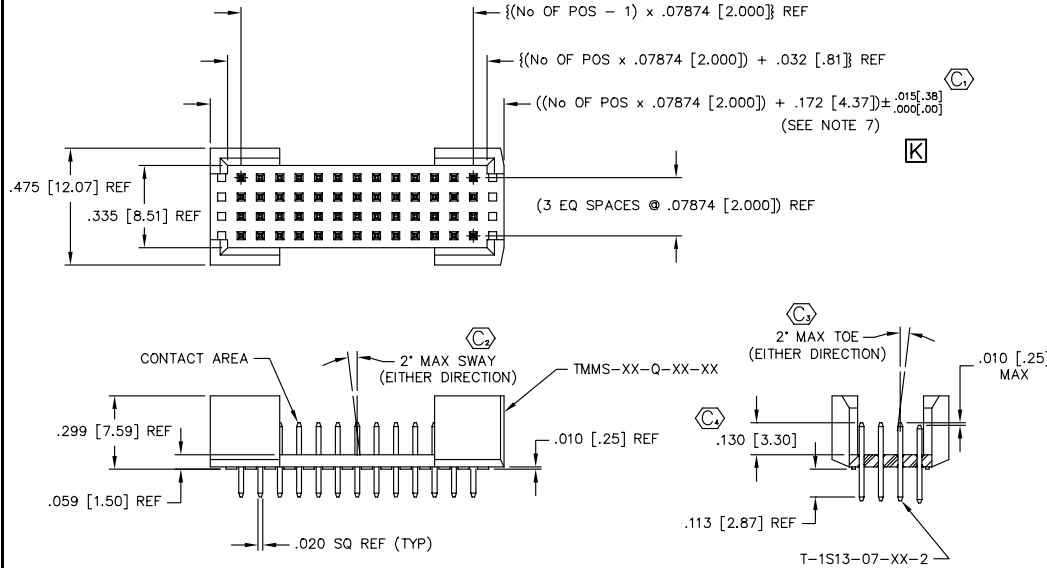 {(No OF POS - 1) x .07874 [2.000]} REF
{(No OF POS x .07874 [2.000]) + .032 [.81]} REF
C₁
((No OF POS x .07874 [2.000]) + .172 [4.37])± .015[.38] .000[.00]
(SEE NOTE 7)
K
.475 [12.07] REF
.335 [8.51] REF
(3 EQ SPACES @ .07874 [2.000]) REF
C₂
CONTACT AREA
2° MAX SWAY
(EITHER DIRECTION)
TMMS-XX-Q-XX-XX
.299 [7.59] REF
.010 [.25] REF
.059 [1.50] REF
.020 SQ REF (TYP)
C₃
2° MAX TOE
(EITHER DIRECTION)
.010 [.25]
MAX
C₄
.130 [3.30]
.113 [2.87] REF
T-1S13-07-XX-2